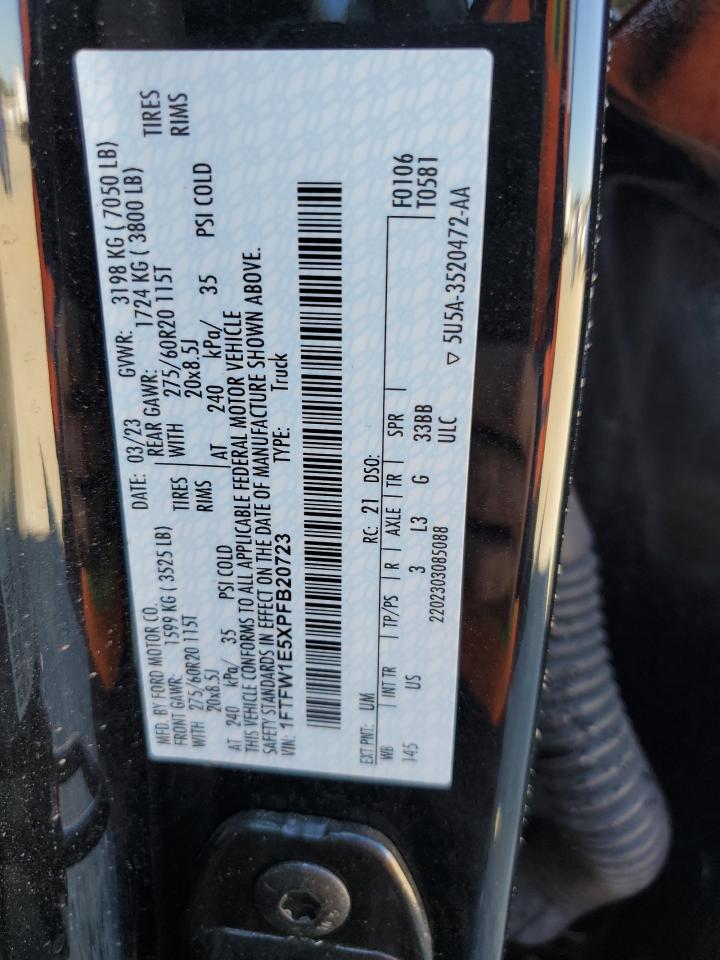 MFD. BY FORD MOTOR CO. DATE: 03/23 GVWR: 3198 KG ( 7050 LB)
FRONT GAWR: 1599 KG (3525 LB) REAR GAWR: 1724 KG ( 3800 LB)
WITH 275/60R20 115T TIRES WITH 275/60R20 115T TIRES
20x8.5J RIMS 20x8.5J RIMS
AT 240 kPa/ 35 PSI COLD AT 240 kPa/ 35 PSI COLD
THIS VEHICLE CONFORMS TO ALL APPLICABLE FEDERAL MOTOR VEHICLE
SAFETY STANDARDS IN EFFECT ON THE DATE OF MANUFACTURE SHOWN ABOVE.
VIN: 1FTFW1E5XPFB20723 TYPE: Truck
EXT PNT: UM RC: 21 DSO: F0106
WB INT TR TP/PS R AXLE TR SPR T0581
145 US 3 L3 G 33BB
2202303085088 ULC
▽ 5U5A-3520472-AA